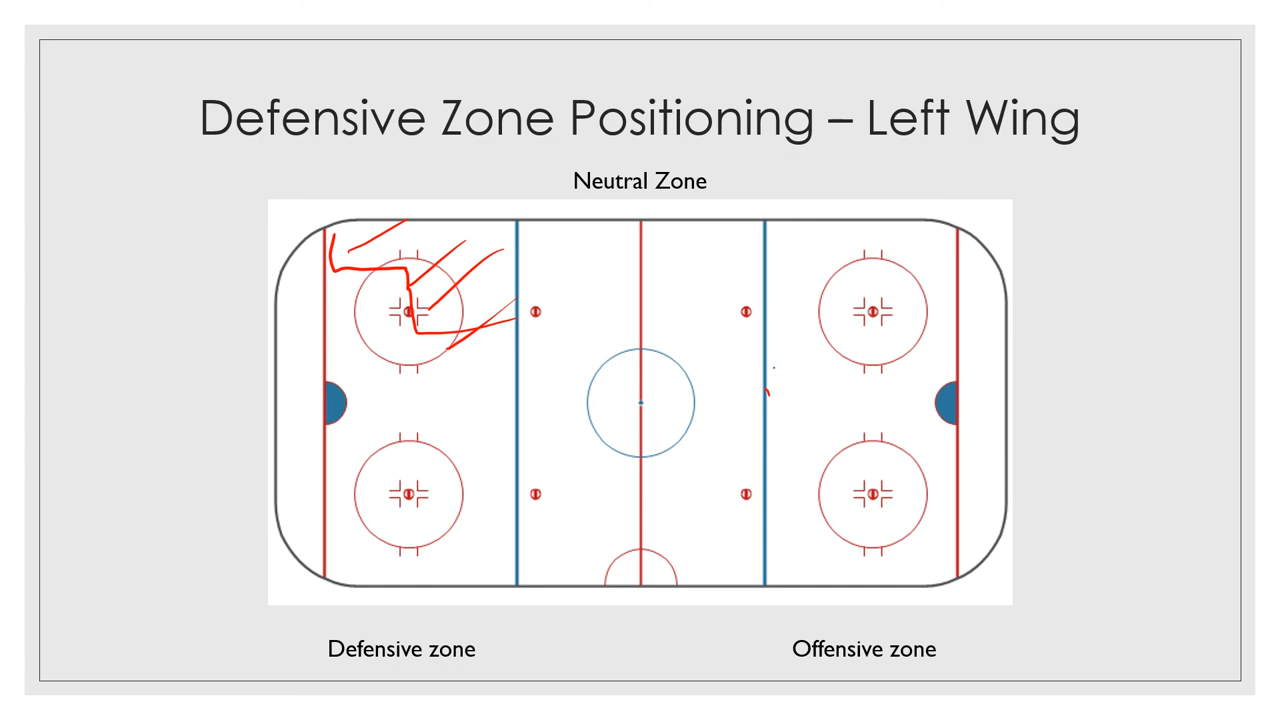 Defensive Zone Positioning – Left Wing
Neutral Zone
Defensive zone
Offensive zone